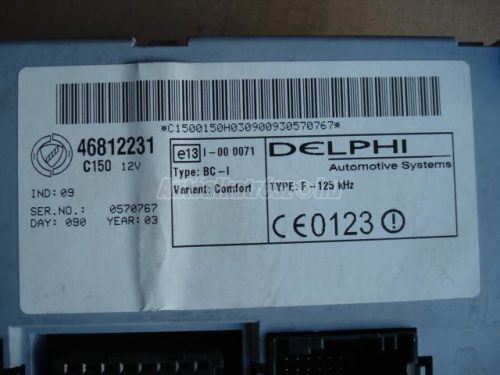 *C1500150H030900930570767*
46812231
C150 12V
IND: 09
SER.NO.: 0570767
DAY: 090 YEAR: 03
e13 I-00 0071
Type: BC-I
Variant: Comfort
DELPHI
Automotive Systems
TYPE: F-125 kHz
CE0123